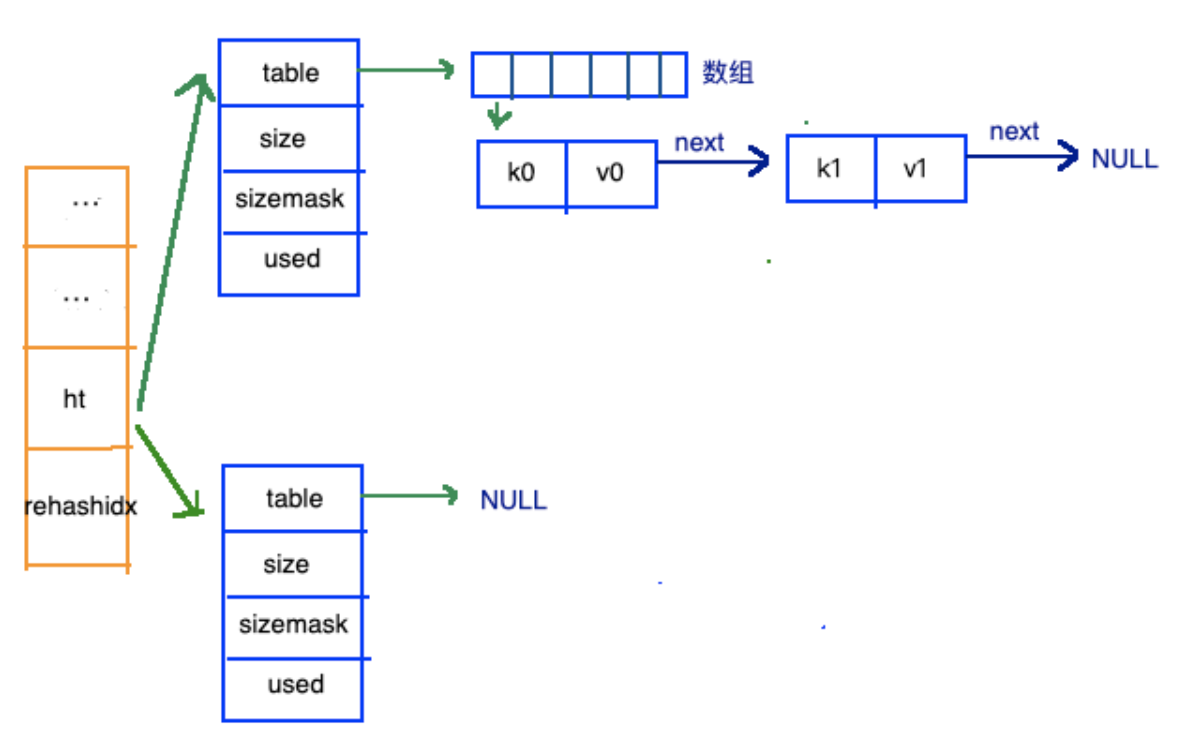 ...
...
ht
rehashidx
table
size
sizemask
used
数组
k0 v0
next
k1 v1
next
NULL
table
size
sizemask
used
NULL